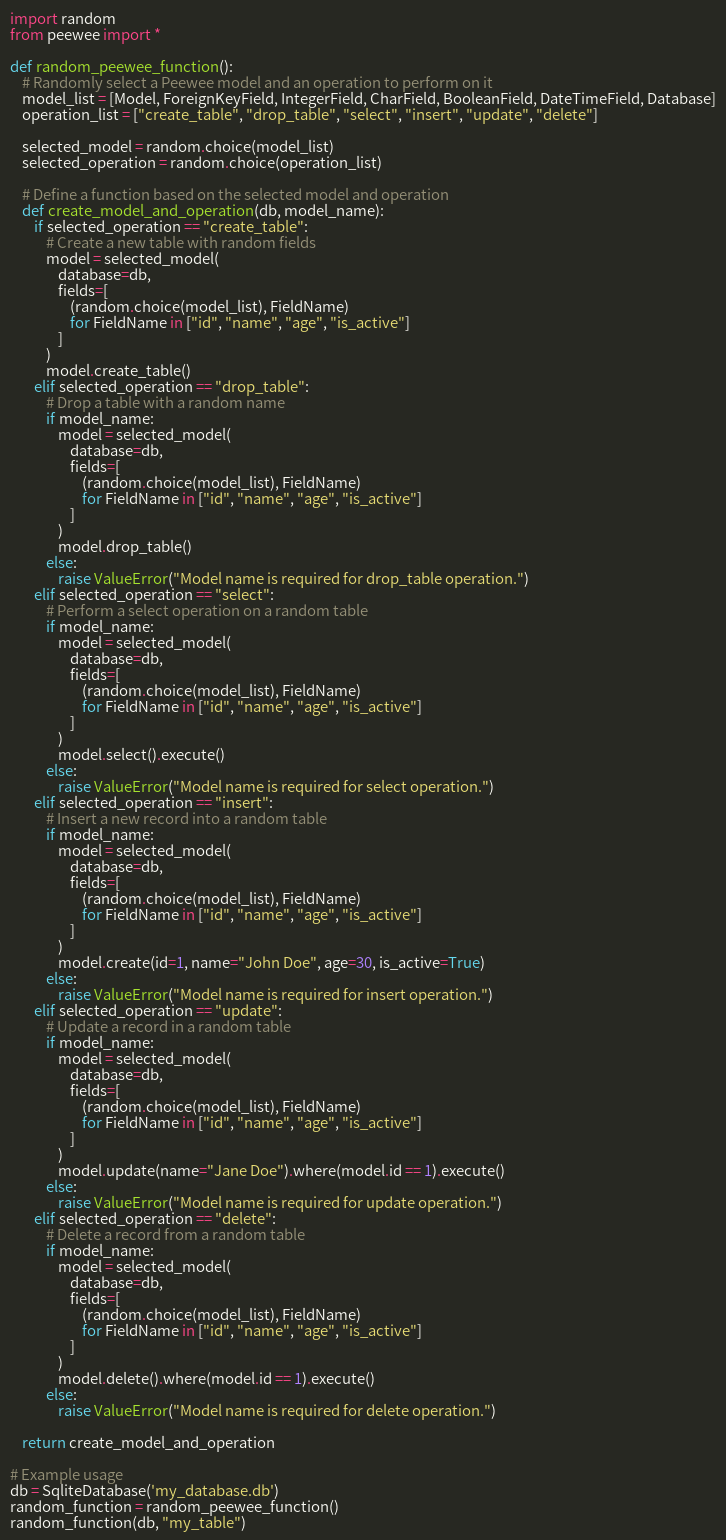 import random
from peewee import *

def random_peewee_function():
    # Randomly select a Peewee model and an operation to perform on it
    model_list = [Model, ForeignKeyField, IntegerField, CharField, BooleanField, DateTimeField, Database]
    operation_list = ["create_table", "drop_table", "select", "insert", "update", "delete"]

    selected_model = random.choice(model_list)
    selected_operation = random.choice(operation_list)

    # Define a function based on the selected model and operation
    def create_model_and_operation(db, model_name):
        if selected_operation == "create_table":
            # Create a new table with random fields
            model = selected_model(
                database=db,
                fields=[
                    (random.choice(model_list), FieldName)
                    for FieldName in ["id", "name", "age", "is_active"]
                ]
            )
            model.create_table()
        elif selected_operation == "drop_table":
            # Drop a table with a random name
            if model_name:
                model = selected_model(
                    database=db,
                    fields=[
                        (random.choice(model_list), FieldName)
                        for FieldName in ["id", "name", "age", "is_active"]
                    ]
                )
                model.drop_table()
            else:
                raise ValueError("Model name is required for drop_table operation.")
        elif selected_operation == "select":
            # Perform a select operation on a random table
            if model_name:
                model = selected_model(
                    database=db,
                    fields=[
                        (random.choice(model_list), FieldName)
                        for FieldName in ["id", "name", "age", "is_active"]
                    ]
                )
                model.select().execute()
            else:
                raise ValueError("Model name is required for select operation.")
        elif selected_operation == "insert":
            # Insert a new record into a random table
            if model_name:
                model = selected_model(
                    database=db,
                    fields=[
                        (random.choice(model_list), FieldName)
                        for FieldName in ["id", "name", "age", "is_active"]
                    ]
                )
                model.create(id=1, name="John Doe", age=30, is_active=True)
            else:
                raise ValueError("Model name is required for insert operation.")
        elif selected_operation == "update":
            # Update a record in a random table
            if model_name:
                model = selected_model(
                    database=db,
                    fields=[
                        (random.choice(model_list), FieldName)
                        for FieldName in ["id", "name", "age", "is_active"]
                    ]
                )
                model.update(name="Jane Doe").where(model.id == 1).execute()
            else:
                raise ValueError("Model name is required for update operation.")
        elif selected_operation == "delete":
            # Delete a record from a random table
            if model_name:
                model = selected_model(
                    database=db,
                    fields=[
                        (random.choice(model_list), FieldName)
                        for FieldName in ["id", "name", "age", "is_active"]
                    ]
                )
                model.delete().where(model.id == 1).execute()
            else:
                raise ValueError("Model name is required for delete operation.")

    return create_model_and_operation

# Example usage
db = SqliteDatabase('my_database.db')
random_function = random_peewee_function()
random_function(db, "my_table")